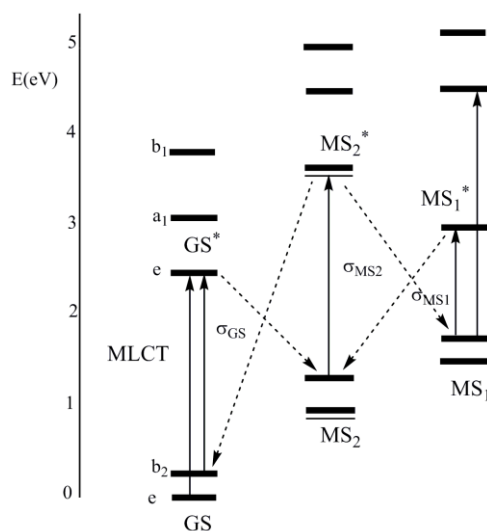 5
E(eV)
4
3
2
1
0
b1
a1
GS*
e
MLCT
b2
e
GS
σGS
MS2*
σMS2
MS2
MS1*
σMS1
MS1